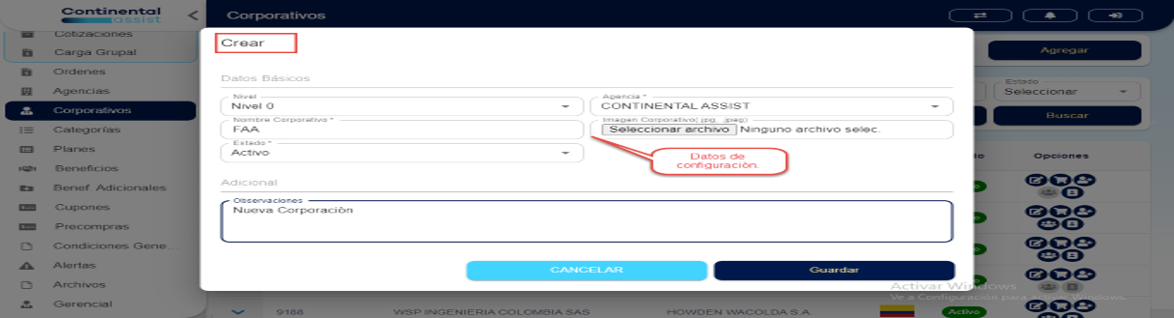 Continental
assist
Corporativos
Cotizaciones
Carga Grupal
Ordenes
Agencias
Corporativos
Categorías
Planes
Beneficios
Benef. Adicionales
Cupones
Precompras
Condiciones Gene...
Alertas
Archivos
Gerencial
Crear
Datos Básicos
Nivel
Nivel 0
Agencia *
CONTINENTAL ASSIST
Nombre Corporativo *
FAA
Imagen Corporativo( jpg, .jpeg)
Seleccionar archivo Ninguno archivo selec.
Estado *
Activo
Datos de
configuración.
Adicional
Observaciones
Nueva Corporaciòn
CANCELAR
Guardar
Agregar
Estado
Seleccionar
Buscar
Opciones
Activo
Activar Windows
Ve a Configuración para activar Windows.
9188 WSP INGENIERIA COLOMBIA SAS HOWDEN WACOLDA S.A. Activo